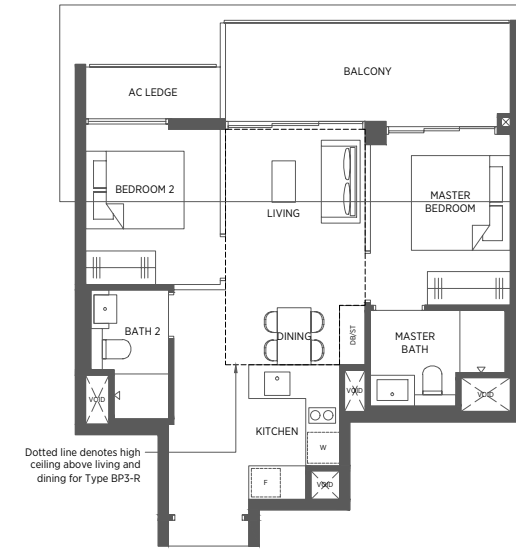 BALCONY
AC LEDGE
BEDROOM 2
MASTER
BEDROOM
LIVING
BATH 2
DINING
DB/ST
MASTER
BATH
VOID
VOID
VOID
KITCHEN
W
Dotted line denotes high
ceiling above living and
dining for Type BP3-R
F
VOID